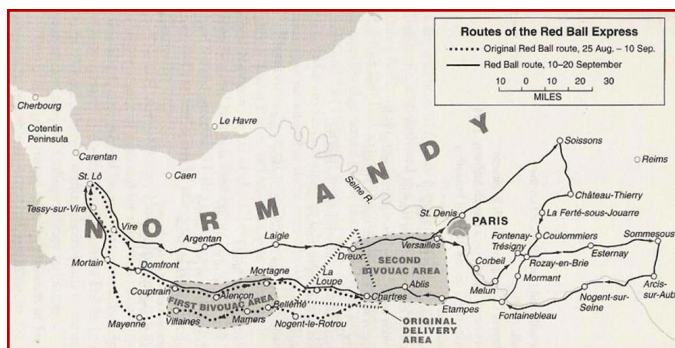 Routes of the Red Ball Express
Original Red Ball route, 25 Aug. – 10 Sep.
Red Ball route, 10–20 September
10 0 10 20 30
MILES
Cherbourg
Cotentin
Peninsula
Carentan
Le Havre
Caen
NORMANDY
Seine R.
Soissons
Reims
St. Lô
Tessy-sur-Vire
Vire
Argentan
Laigle
Dreux
St. Denis
PARIS
Versailles
Château-Thierry
La Ferté-sous-Jouarre
Fontenay-
Trésigny
Coulommiers
Sommesous
Mortain
Domfront
SECOND
BIVOUAC AREA
Corbeil
Rozay-en-Brie
Esternay
Couptrain
Alençon
Mortagne
La
Loupe
Ablis
Melun
Mormant
Arcis-
sur-Aub
FIRST BIVOUAC AREA
Bellême
Chartres
Etampes
Fontainebleau
Nogent-sur-
Seine
Mayenne
Villaines
Mamers
Nogent-le-Rotrou
ORIGINAL
DELIVERY
AREA